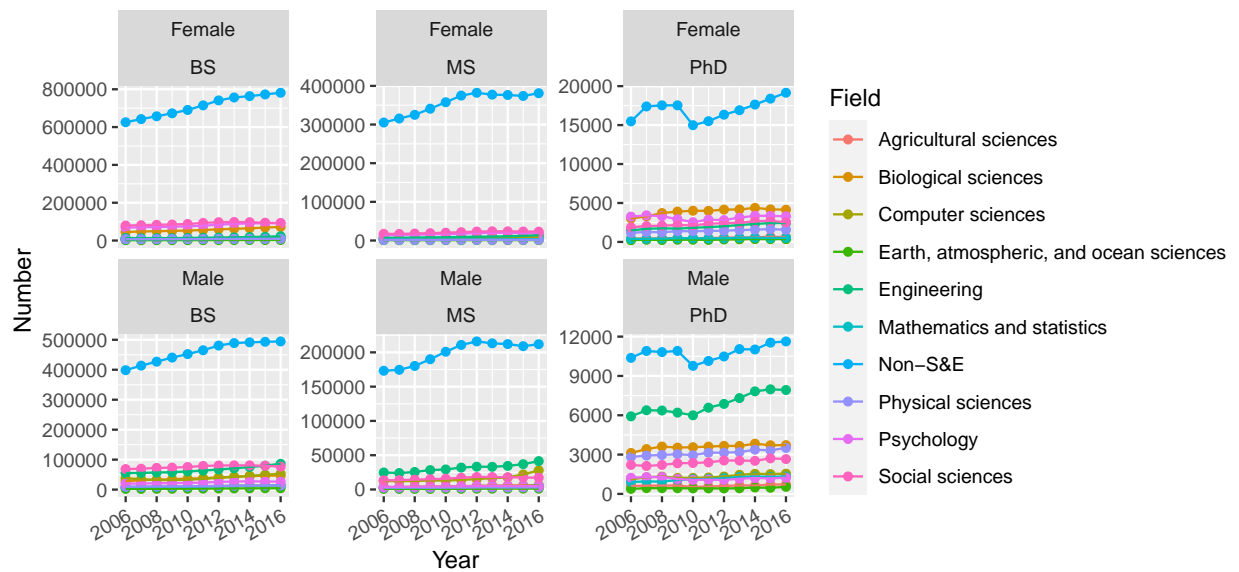 Female
BS
Female
MS
Female
PhD
800000
600000
400000
200000
0
400000
300000
200000
100000
0
20000
15000
10000
5000
0
Male
BS
Male
MS
Male
PhD
500000
400000
300000
200000
100000
0
200000
150000
100000
50000
0
12000
9000
6000
3000
0
2006 2008 2010 2012 2014 2016
2006 2008 2010 2012 2014 2016
2006 2008 2010 2012 2014 2016
Number
Year
Field
Agricultural sciences
Biological sciences
Computer sciences
Earth, atmospheric, and ocean sciences
Engineering
Mathematics and statistics
Non−S&E
Physical sciences
Psychology
Social sciences